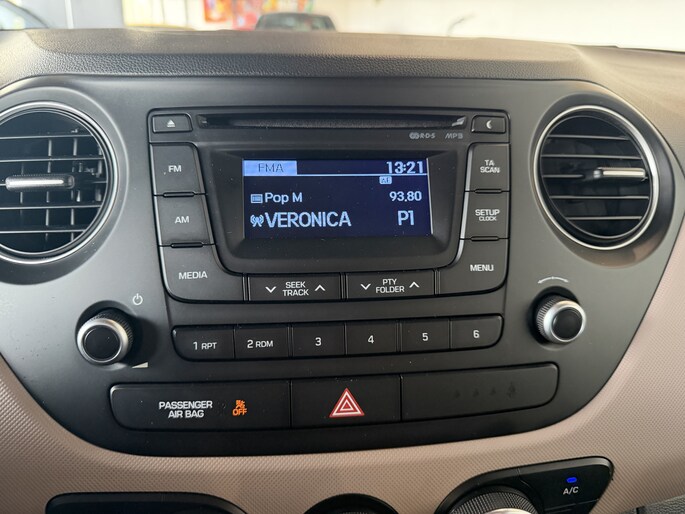 R·D·S MP3
FM
FMA 13:21
TA
SCAN
AF
Pop M 93,80
AM
SETUP
CLOCK
VERONICA P1
MEDIA
SEEK
TRACK
PTY
FOLDER
MENU
1 RPT 2 RDM 3 4 5 6
PASSENGER
AIR BAG
OFF
A/C